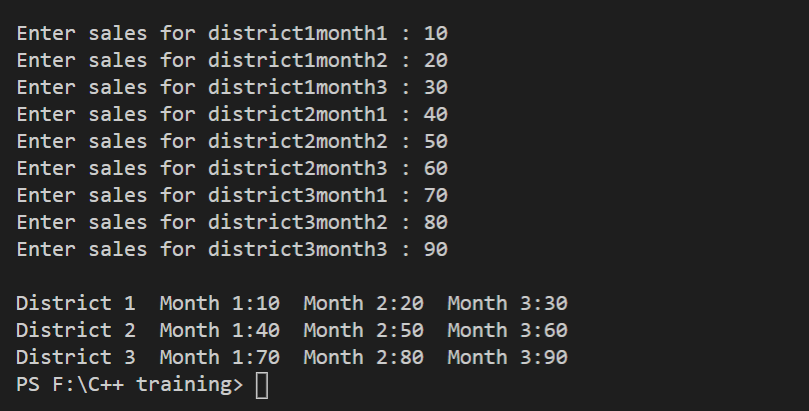 Enter sales for district1month1 : 10
Enter sales for district1month2 : 20
Enter sales for district1month3 : 30
Enter sales for district2month1 : 40
Enter sales for district2month2 : 50
Enter sales for district2month3 : 60
Enter sales for district3month1 : 70
Enter sales for district3month2 : 80
Enter sales for district3month3 : 90
District 1  Month 1:10  Month 2:20  Month 3:30
District 2  Month 1:40  Month 2:50  Month 3:60
District 3  Month 1:70  Month 2:80  Month 3:90
PS F:\C++ training>